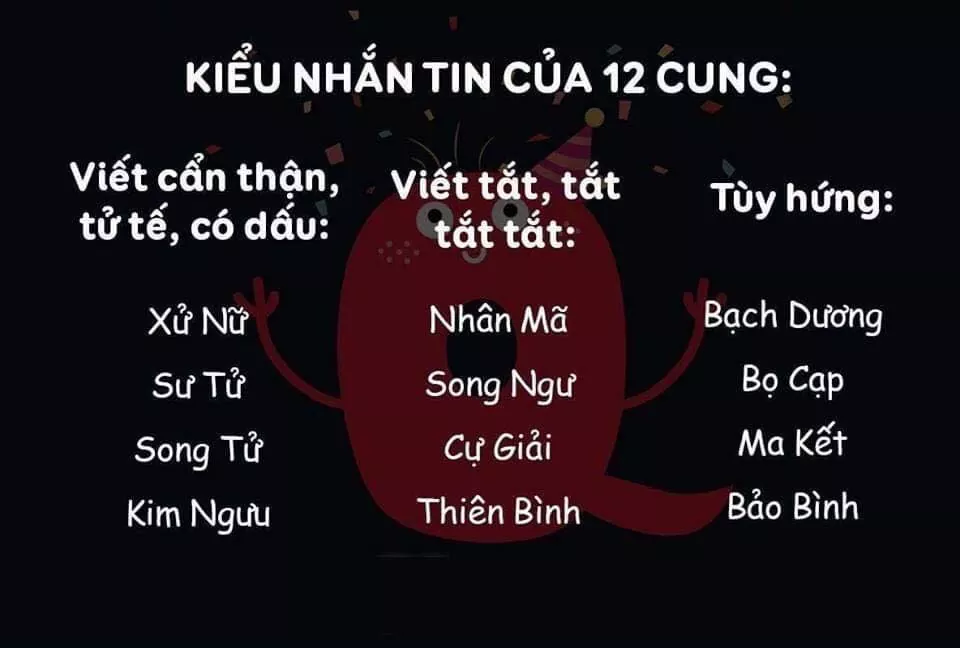 KIỂU NHẮN TIN CỦA 12 CUNG:
Viết cẩn thận,
tử tế, có dấu:
Xử Nữ
Sư Tử
Song Tử
Kim Ngưu
Viết tắt, tắt
tắt tắt:
Nhân Mã
Song Ngư
Cự Giải
Thiên Bình
Tùy hứng:
Bạch Dương
Bọ Cạp
Ma Kết
Bảo Bình